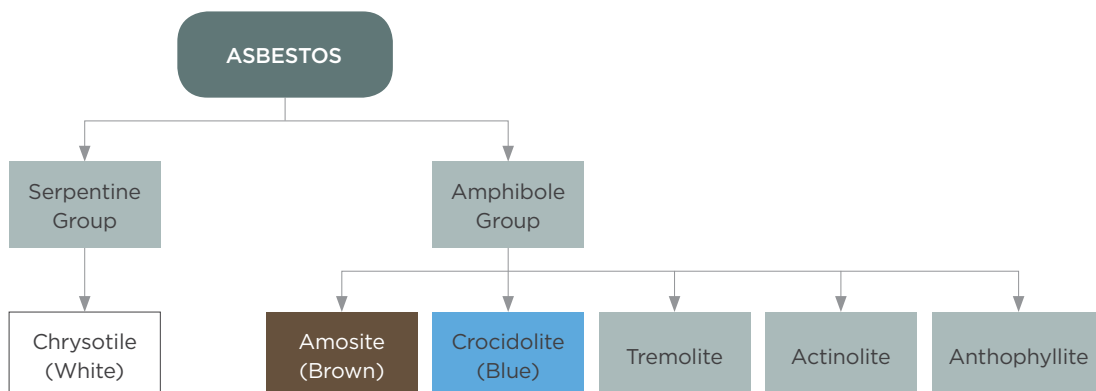 ASBESTOS
Serpentine
Group
Amphibole
Group
Chrysotile
(White)
Amosite
(Brown)
Crocidolite
(Blue)
Tremolite
Actinolite
Anthophyllite